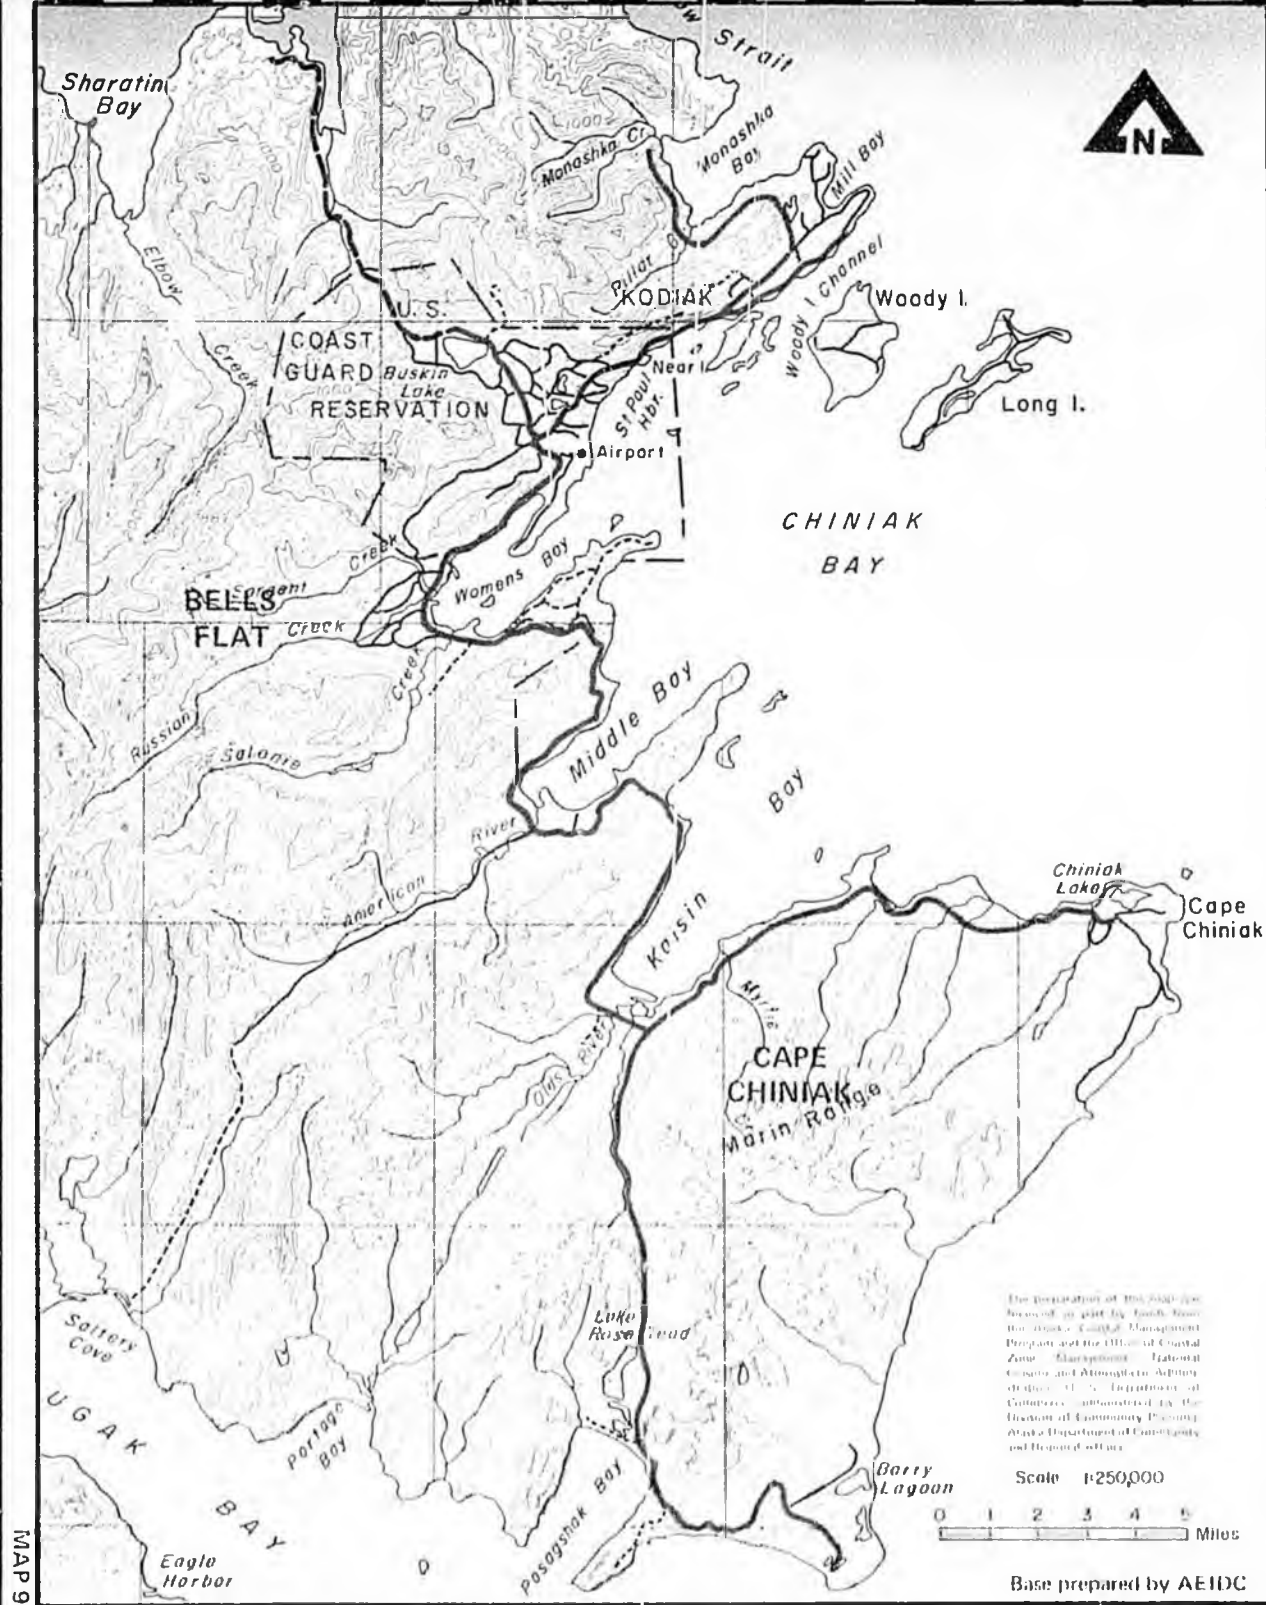 Strait
Sharatin
Bay
N
1000
Monashka Cr.
Monashka
Bay
Mill Bay
Elbow
Creek
Pillar
KODIAK
Woody I Channel
Woody I.
U. S.
COAST
GUARD
RESERVATION
Buskin
Lake
Near I.
St Paul
Hbr.
Long I.
Airport
CHINIAK
BAY
Creek
Womens Bay
Sargent
BELLS
FLAT
Creek
Creek
Russian
Salonie
Middle Bay
River
American
Bay
Kalsin
Chiniak
Lake
Cape
Chiniak
Myrtle
Olds
River
CAPE
CHINIAK
Marin Range
Saltery
Cove
UGAK
BAY
Portage
Bay
Lake
Rose Tead
Pasagshak Bay
Barry
Lagoon
Eagle
Harbor
Scale 1:250,000
0 1 2 3 4 5
Miles
Base prepared by AEIDC
MAP 9